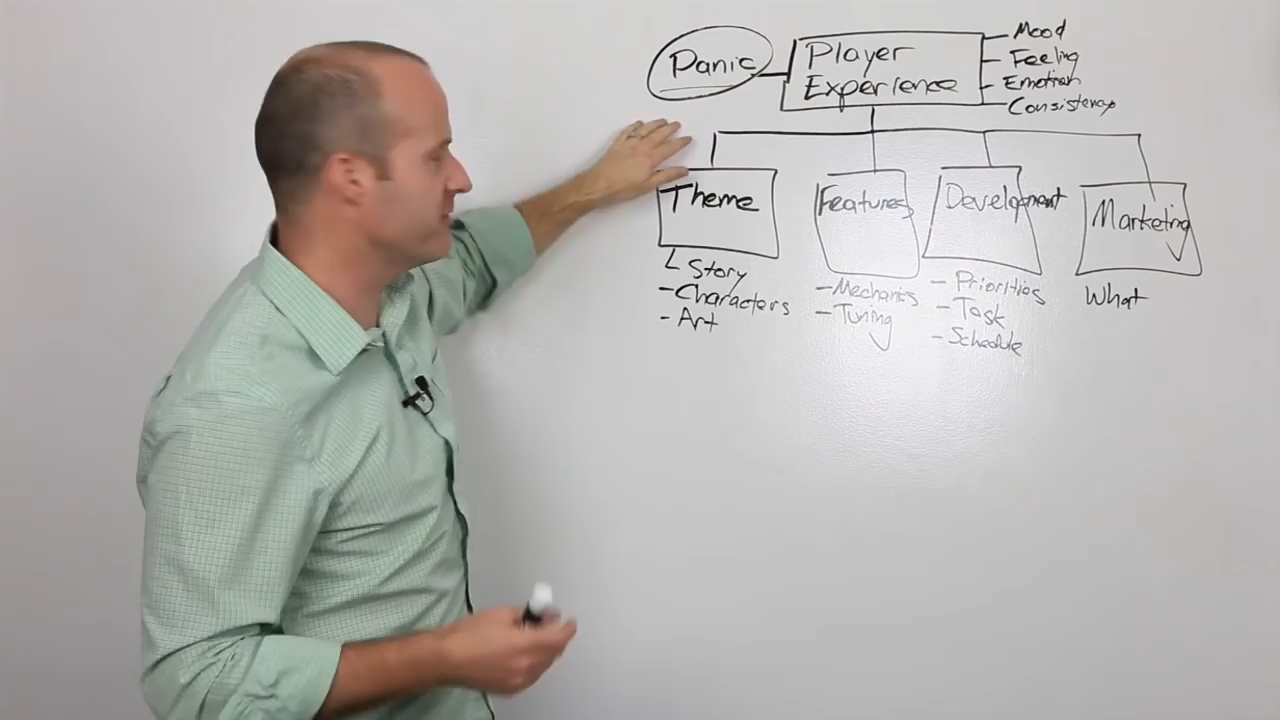 Panic
Player
Experience
Mood
Feeling
Emotion
Consistency
Theme
Story
- Characters
- Art
Features
- Mechanics
- Tuning
Development
- Priorities
- Task
- Schedule
Marketing
What